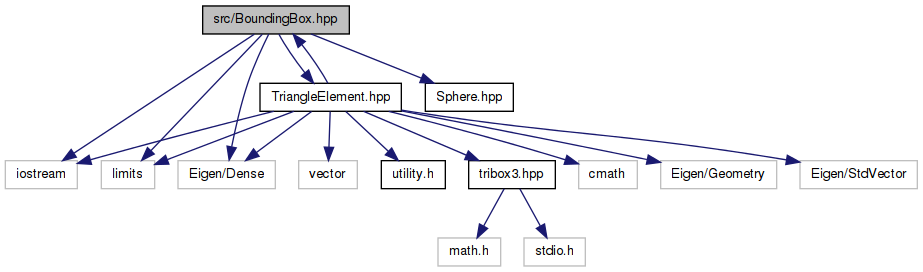 src/BoundingBox.hpp
TriangleElement.hpp
Sphere.hpp
iostream
limits
Eigen/Dense
vector
utility.h
tribox3.hpp
cmath
Eigen/Geometry
Eigen/StdVector
math.h
stdio.h